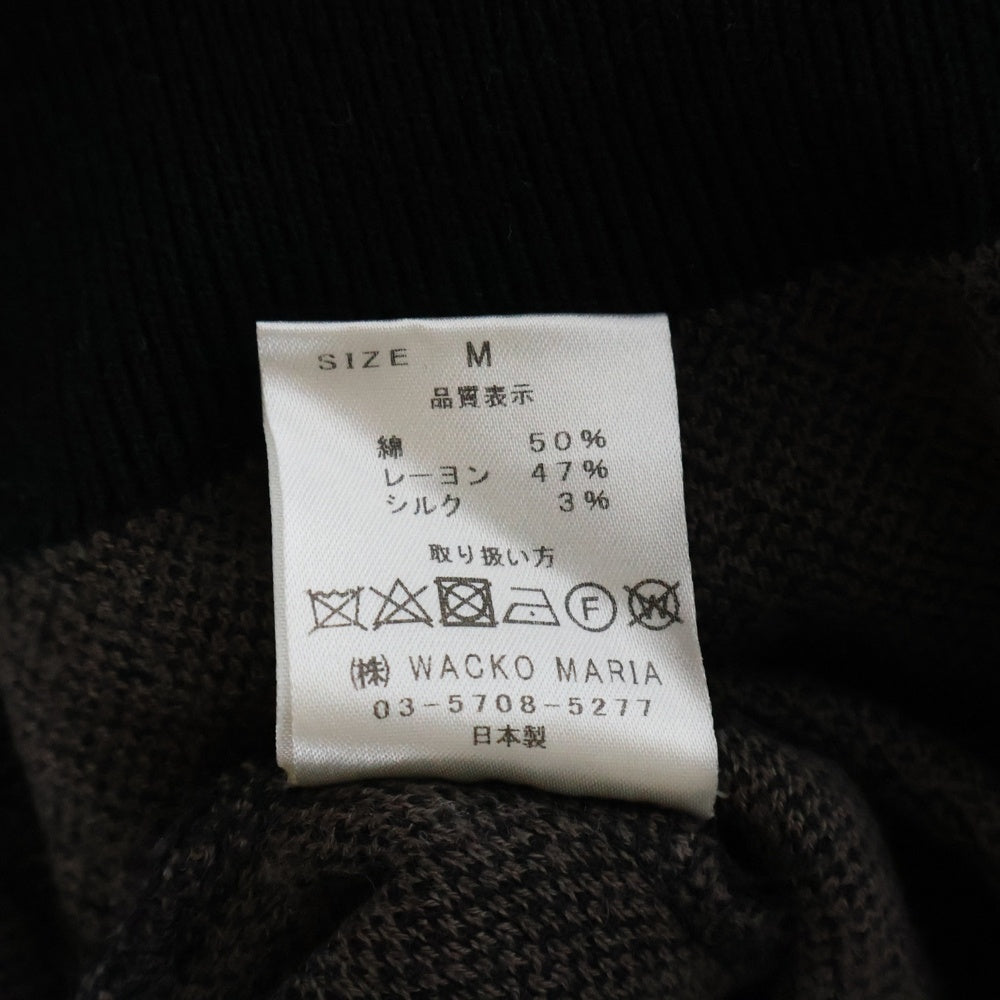 SIZE M
品質表示
綿 50%
レーヨン 47%
シルク 3%
取り扱い方
F W
(株) WACKO MARIA
03-5708-5277
日本製